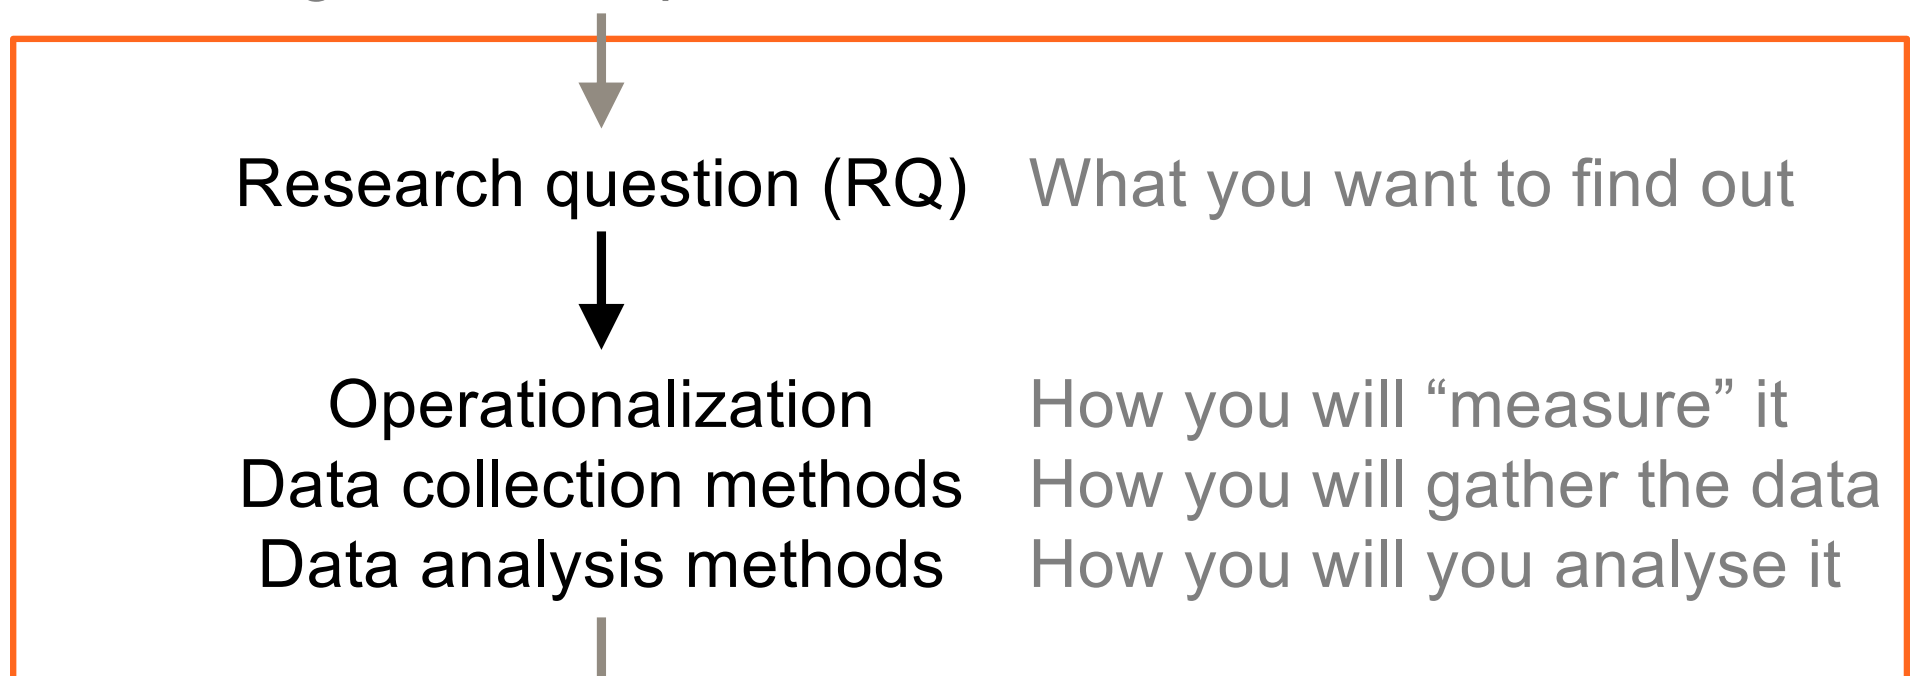 Research question (RQ) What you want to find out
Operationalization How you will “measure” it
Data collection methods How you will gather the data
Data analysis methods How you will you analyse it